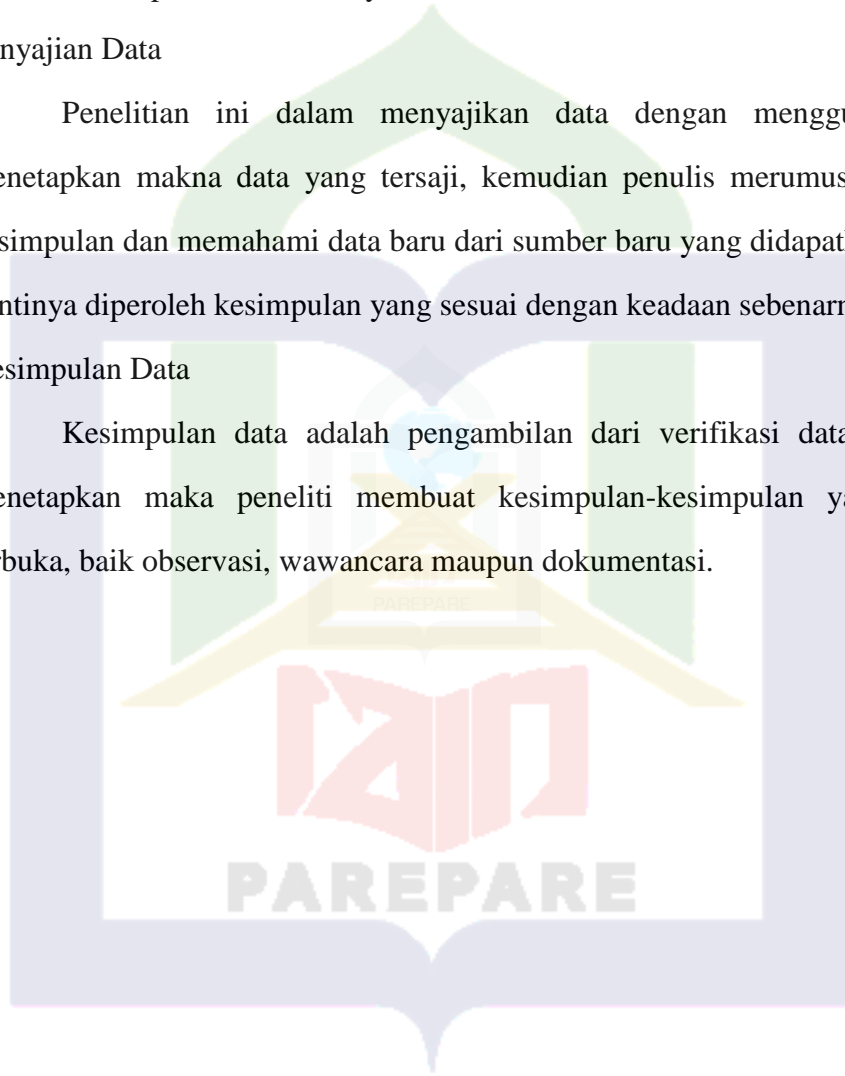 nyajian Data
Penelitian ini dalam menyajikan data dengan menggu
enetapkan makna data yang tersaji, kemudian penulis merumus
simpulan dan memahami data baru dari sumber baru yang didapat
ntinya diperoleh kesimpulan yang sesuai dengan keadaan sebenarn
esimpulan Data
Kesimpulan data adalah pengambilan dari verifikasi data
enetapkan maka peneliti membuat kesimpulan-kesimpulan ya
rbuka, baik observasi, wawancara maupun dokumentasi.
PAREPARE
iain
PAREPARE